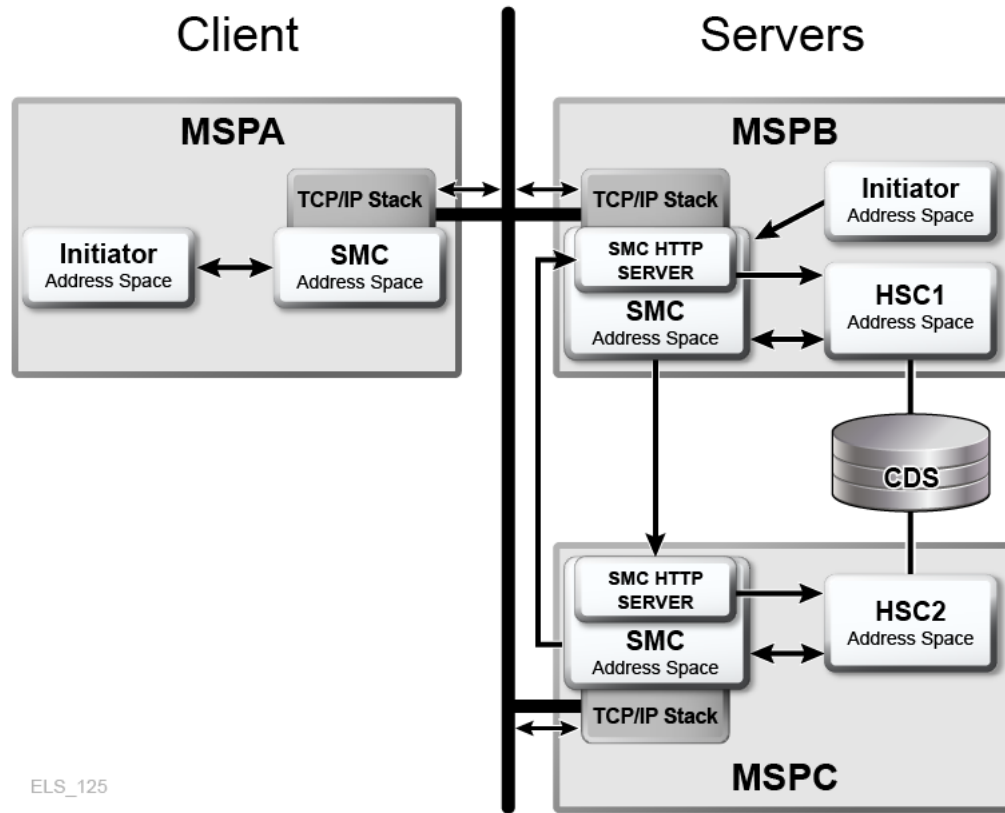 Client
Servers
MSPA
TCP/IP Stack
Initiator
Address Space
SMC
Address Space
MSPB
TCP/IP Stack
Initiator
Address Space
SMC HTTP
SERVER
SMC
Address Space
HSC1
Address Space
CDS
SMC HTTP
SERVER
SMC
Address Space
HSC2
Address Space
TCP/IP Stack
MSPC
ELS_125